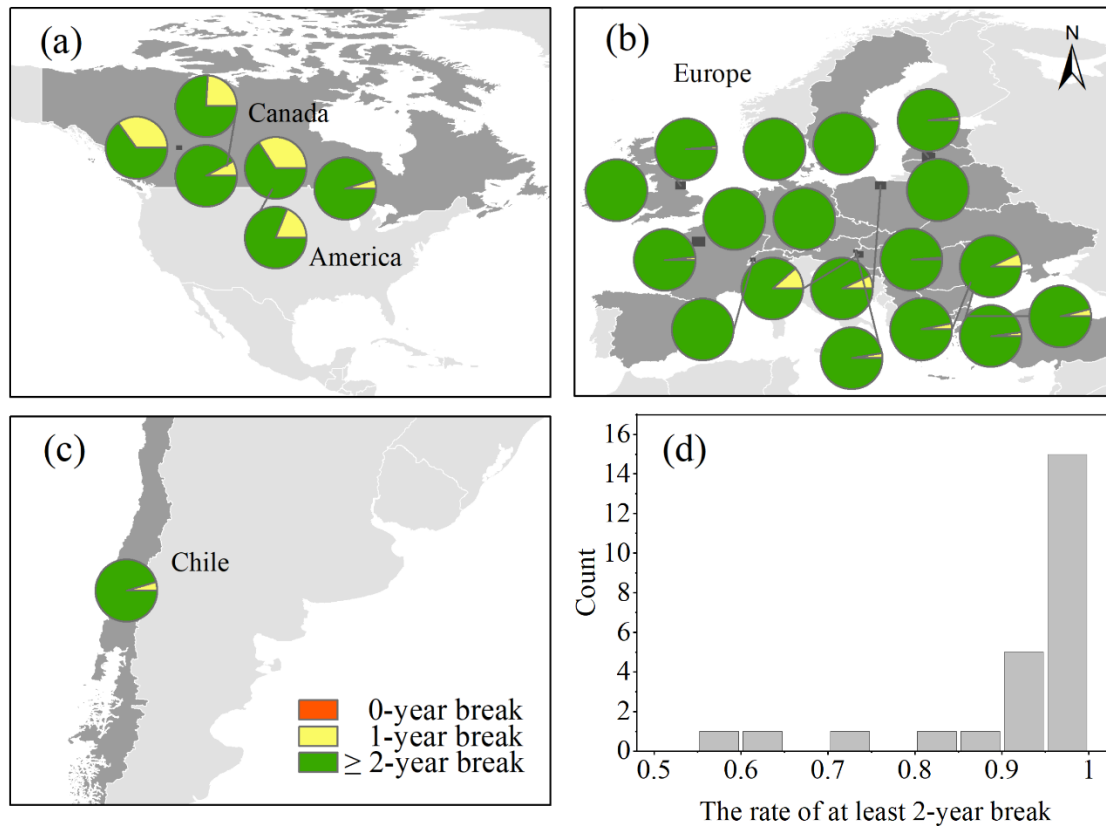 (a)
Canada
America
(b)
Europe
N
(c)
Chile
0-year break
1-year break
≥ 2-year break
(d)
Count
16
14
12
10
8
6
4
2
0
0.5 0.6 0.7 0.8 0.9 1
The rate of at least 2-year break